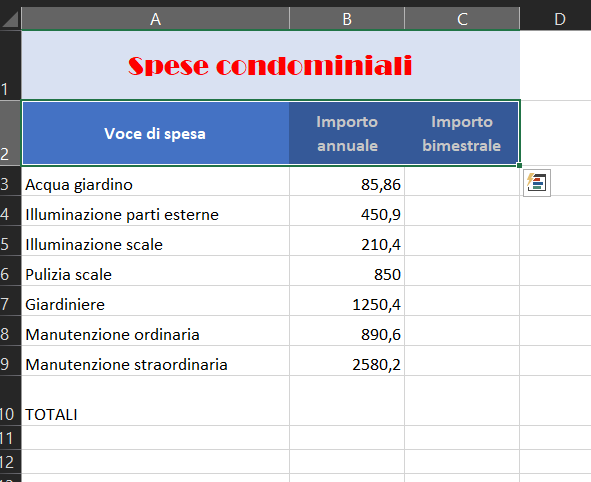 A B C D
1 Spese condominiali
2 Voce di spesa Importo annuale Importo bimestrale
3 Acqua giardino 85,86
4 Illuminazione parti esterne 450,9
5 Illuminazione scale 210,4
6 Pulizia scale 850
7 Giardiniere 1250,4
8 Manutenzione ordinaria 890,6
9 Manutenzione straordinaria 2580,2
10 TOTALI
11
12